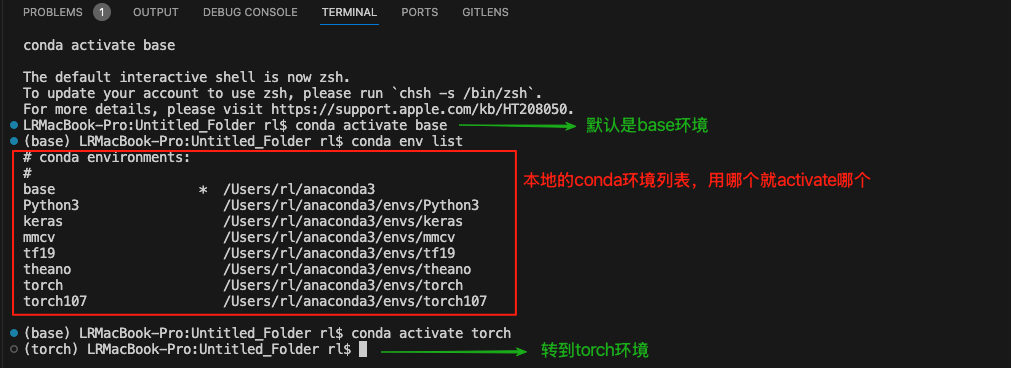 PROBLEMS 1 OUTPUT DEBUG CONSOLE TERMINAL PORTS GITLENS
conda activate base
The default interactive shell is now zsh.
To update your account to use zsh, please run `chsh -s /bin/zsh`.
For more details, please visit https://support.apple.com/kb/HT208050.
LRMacBook-Pro:Untitled_Folder rl$ conda activate base 默认是base环境
(base) LRMacBook-Pro:Untitled_Folder rl$ conda env list
# conda environments:
#
本地的conda环境列表，用哪个就activate哪个
base * /Users/rl/anaconda3
Python3 /Users/rl/anaconda3/envs/Python3
keras /Users/rl/anaconda3/envs/keras
mmcv /Users/rl/anaconda3/envs/mmcv
tf19 /Users/rl/anaconda3/envs/tf19
theano /Users/rl/anaconda3/envs/theano
torch /Users/rl/anaconda3/envs/torch
torch107 /Users/rl/anaconda3/envs/torch107
(base) LRMacBook-Pro:Untitled_Folder rl$ conda activate torch
(torch) LRMacBook-Pro:Untitled_Folder rl$ 转到torch环境